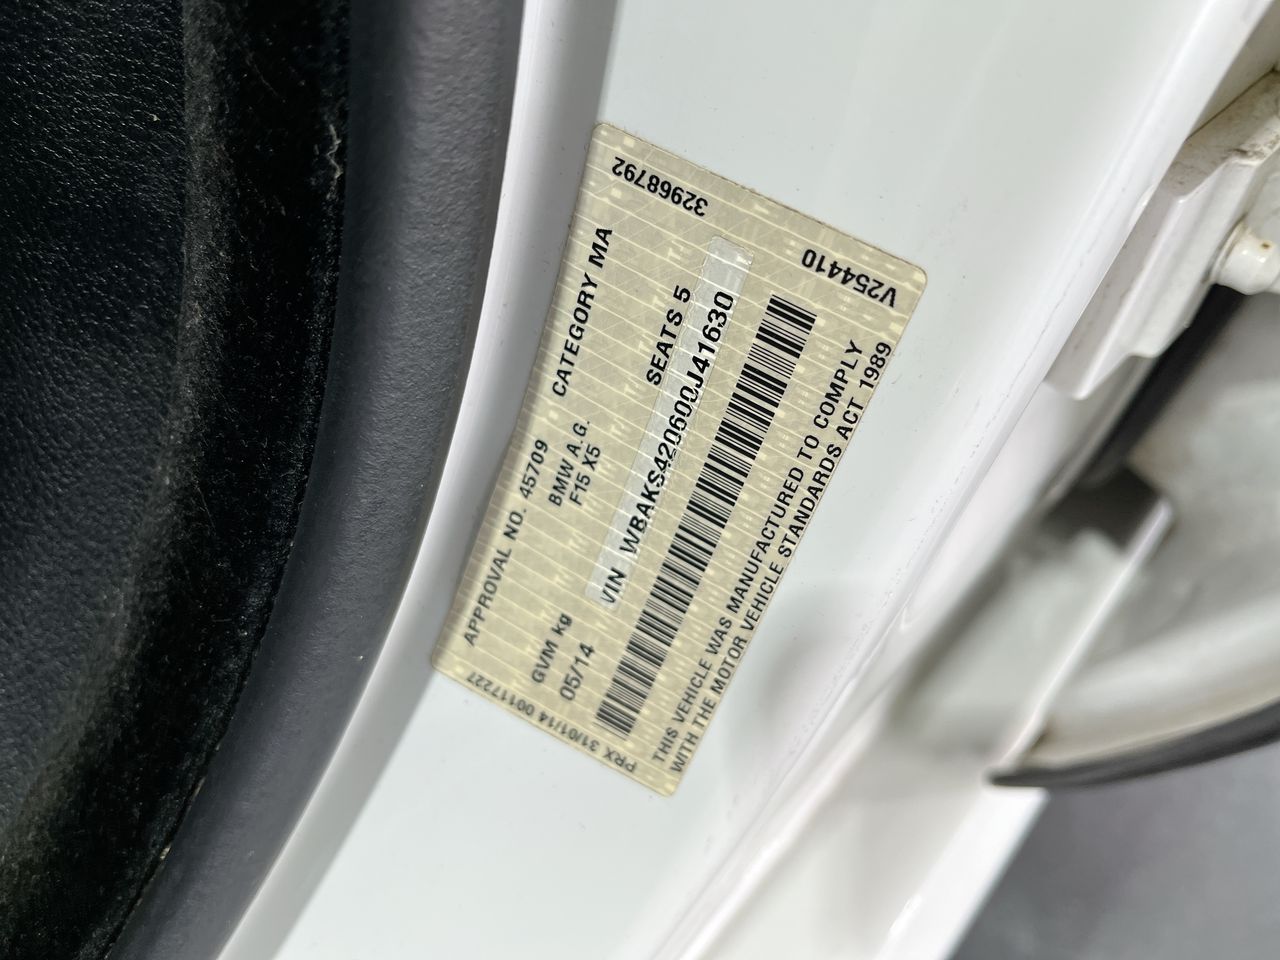 32968792
APPROVAL NO. 45709 CATEGORY MA
BMW A.G.
F15 X5
GVM kg SEATS 5
05/14
VIN WBAKS420600J41630
THIS VEHICLE WAS MANUFACTURED TO COMPLY
WITH THE MOTOR VEHICLE STANDARDS ACT 1989
V254410
PRX 31/01/14 00117227